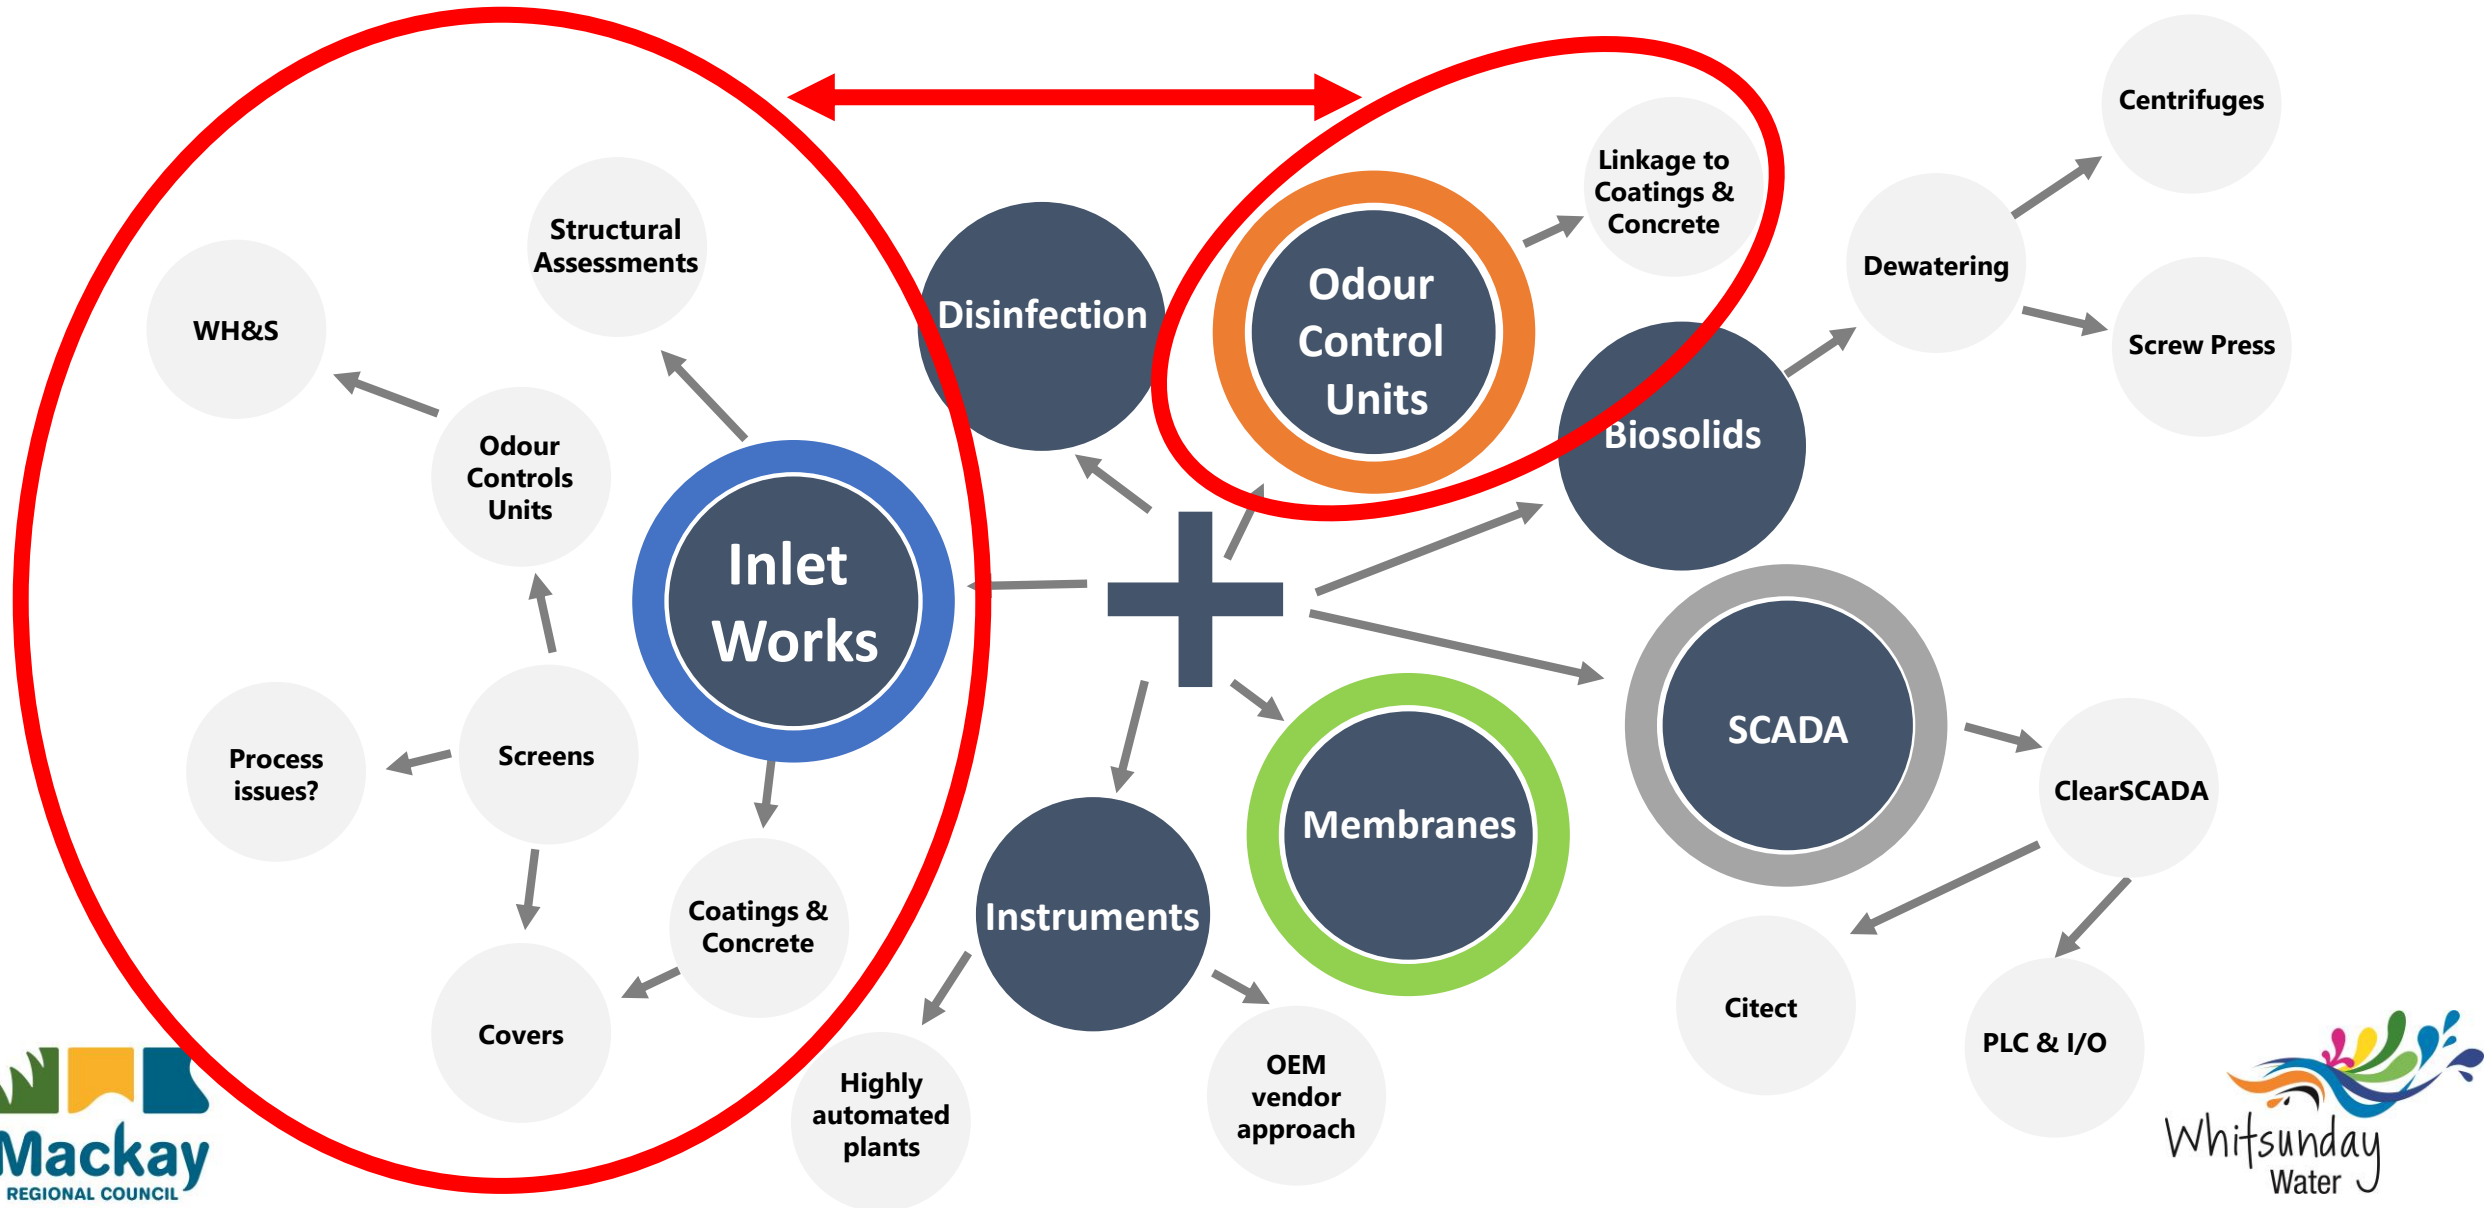 Centrifuges
Linkage to
Coatings &
Concrete
Structural
Assessments
Dewatering
WH&S
Disinfection
Odour
Control
Units
Screw Press
Odour
Controls
Units
Biosolids
Inlet
Works
SCADA
Process
issues?
Screens
ClearSCADA
Membranes
Coatings &
Concrete
Instruments
Covers
Citect
PLC & I/O
Highly
automated
plants
OEM
vendor
approach
Mackay
REGIONAL COUNCIL
Whitsunday
Water